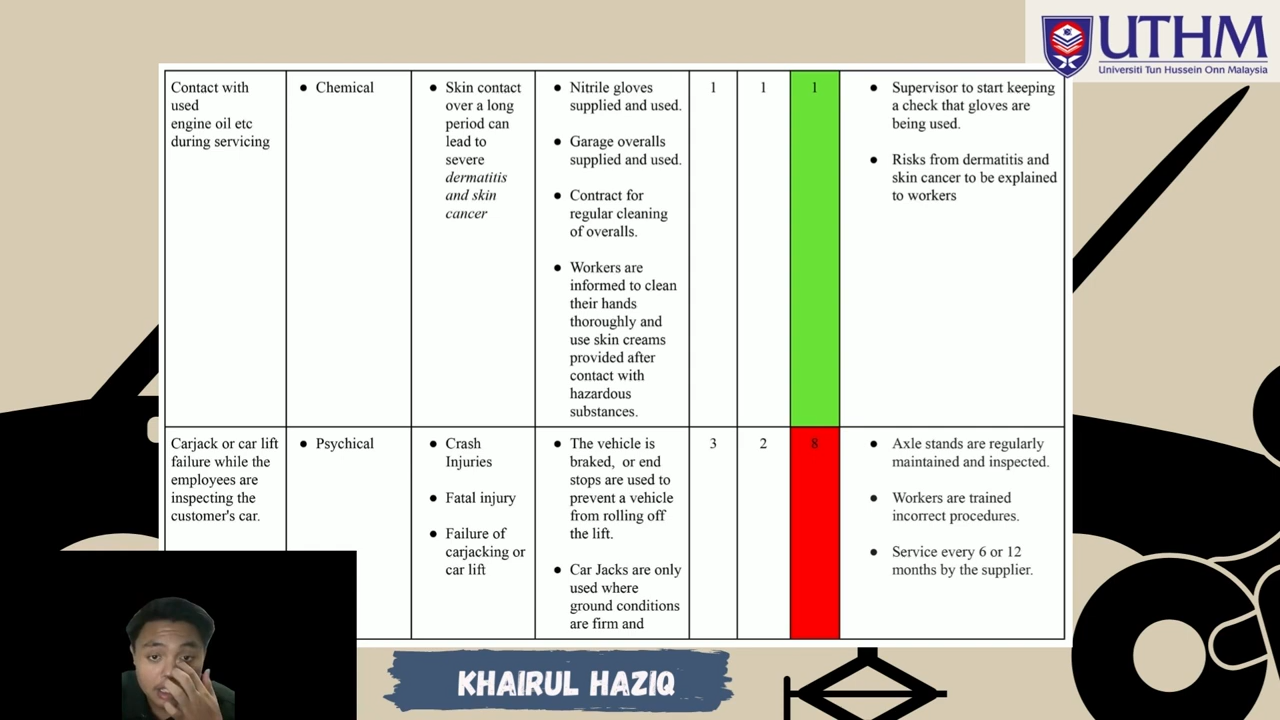 UTHM
Universiti Tun Hussein Onn Malaysia
Contact with
used
engine oil etc
during servicing
● Chemical
● Skin contact
over a long
period can
lead to
severe
dermatitis
and skin
cancer
● Nitrile gloves
supplied and used.
● Garage overalls
supplied and used.
● Contract for
regular cleaning
of overalls.
● Workers are
informed to clean
their hands
thoroughly and
use skin creams
provided after
contact with
hazardous
substances.
1
1
1
● Supervisor to start keeping
a check that gloves are
being used.
● Risks from dermatitis and
skin cancer to be explained
to workers
Carjack or car lift
failure while the
employees are
inspecting the
customer's car.
● Psychical
● Crash
Injuries
● Fatal injury
● Failure of
carjacking or
car lift
● The vehicle is
braked, or end
stops are used to
prevent a vehicle
from rolling off
the lift.
● Car Jacks are only
used where
ground conditions
are firm and
3
2
8
● Axle stands are regularly
maintained and inspected.
● Workers are trained
incorrect procedures.
● Service every 6 or 12
months by the supplier.
KHAIRUL HAZIQ